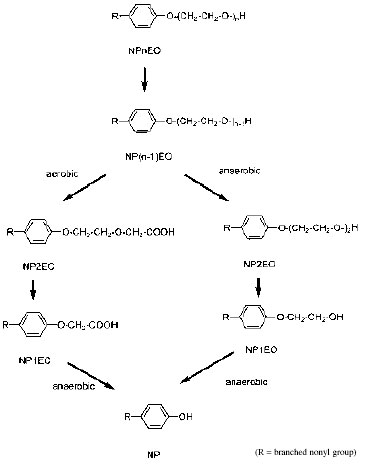 R-O-(CH₂-CH₂-O-)nH
NPnEO
R-O-(CH₂-CH₂-O-)n-1H
NP(n-1)EO
aerobic
anaerobic
R-O-CH₂-CH₂-O-CH₂-COOH
R-O-(CH₂-CH₂-O-)₂H
NP2EC
NP2EO
R-O-CH₂-COOH
R-O-CH₂-CH₂-OH
NP1EC
NP1EO
anaerobic
anaerobic
R-OH
NP
(R = branched nonyl group)